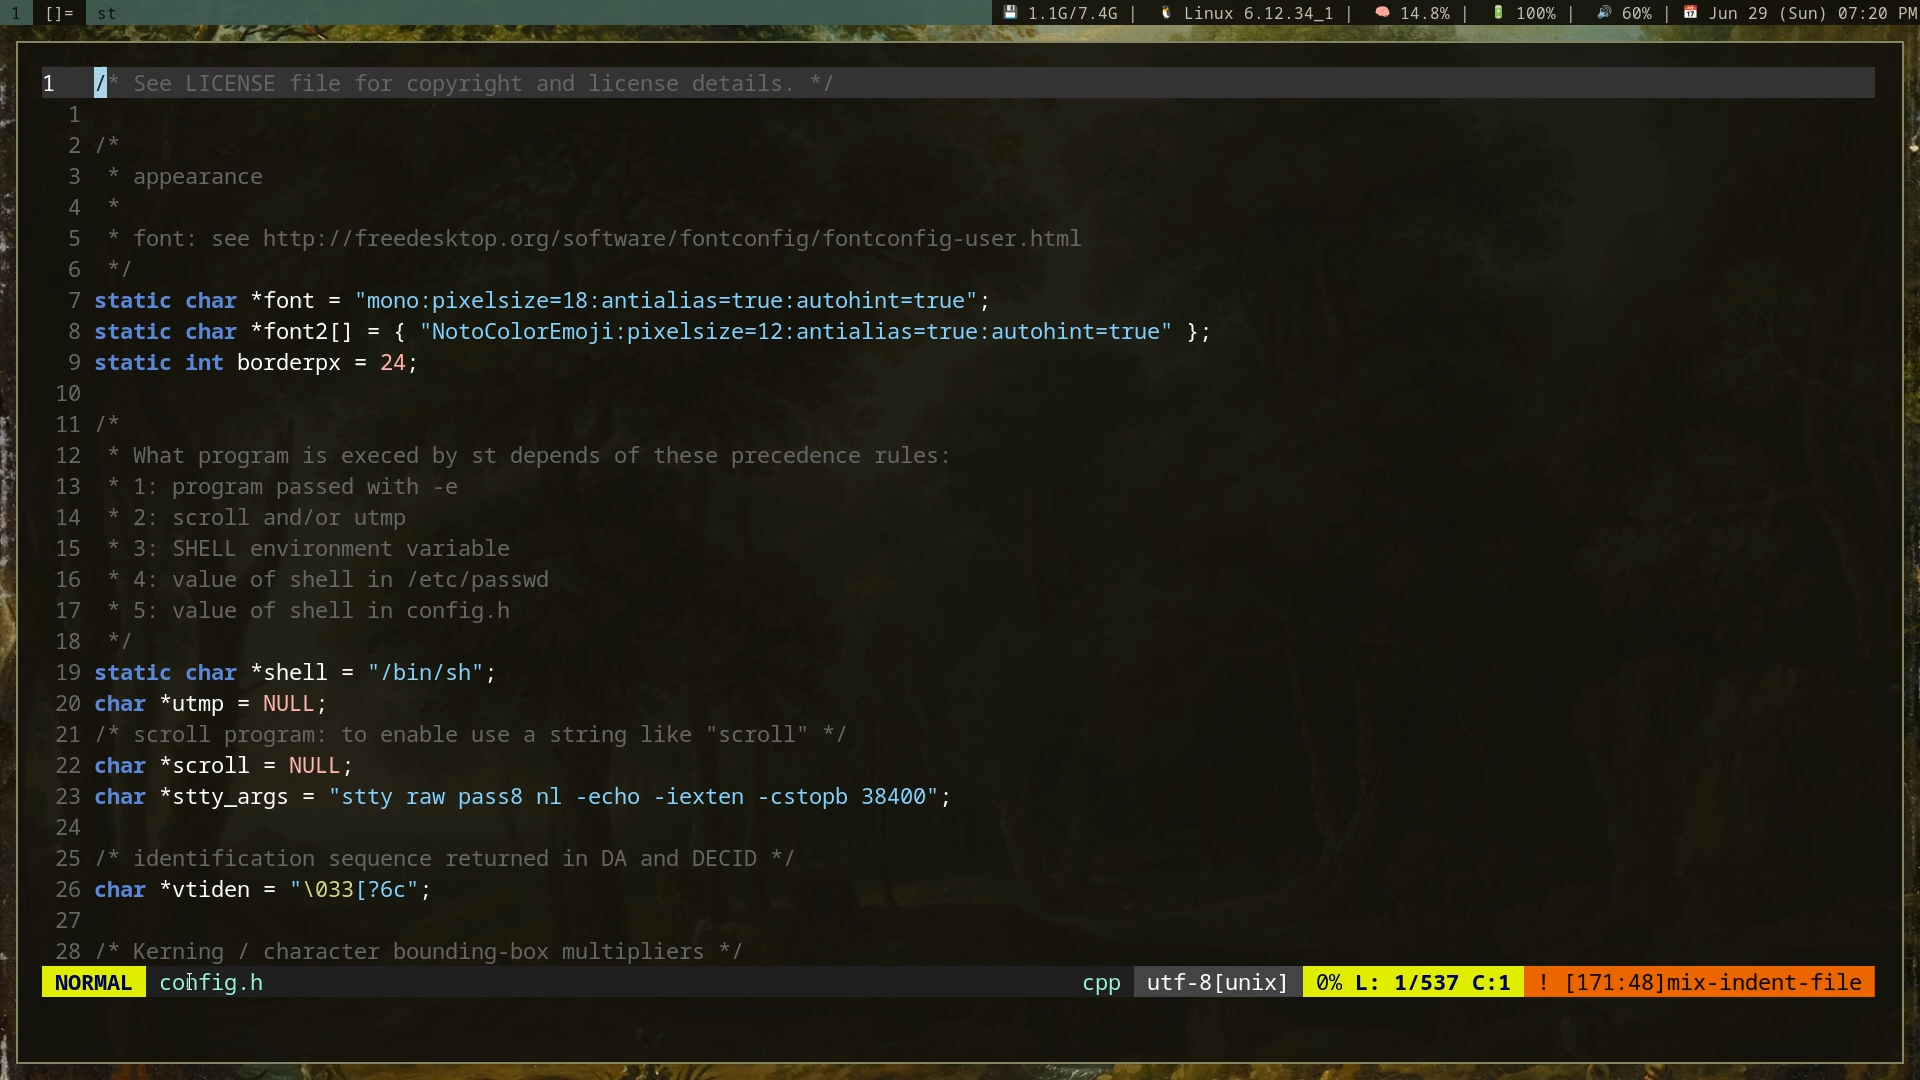 1 []= st 1.1G/7.4G | Linux 6.12.34_1 | 14.8% | 100% | 60% | Jun 29 (Sun) 07:20 PM
1 /* See LICENSE file for copyright and license details. */
1
2 /*
3  * appearance
4  *
5  * font: see http://freedesktop.org/software/fontconfig/fontconfig-user.html
6  */
7 static char *font = "mono:pixelsize=18:antialias=true:autohint=true";
8 static char *font2[] = { "NotoColorEmoji:pixelsize=12:antialias=true:autohint=true" };
9 static int borderpx = 24;
10
11 /*
12  * What program is execed by st depends of these precedence rules:
13  * 1: program passed with -e
14  * 2: scroll and/or utmp
15  * 3: SHELL environment variable
16  * 4: value of shell in /etc/passwd
17  * 5: value of shell in config.h
18  */
19 static char *shell = "/bin/sh";
20 char *utmp = NULL;
21 /* scroll program: to enable use a string like "scroll" */
22 char *scroll = NULL;
23 char *stty_args = "stty raw pass8 nl -echo -iexten -cstopb 38400";
24
25 /* identification sequence returned in DA and DECID */
26 char *vtiden = "\033[?6c";
27
28 /* Kerning / character bounding-box multipliers */
NORMAL config.h cpp utf-8[unix] 0% L: 1/537 C:1 ! [171:48]mix-indent-file